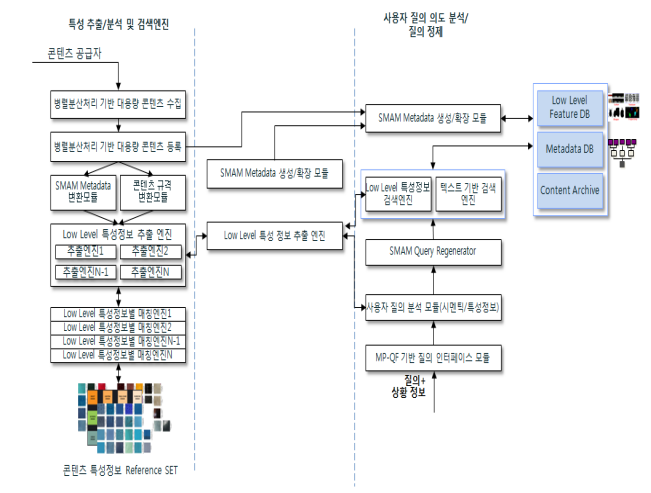 특성 추출/분석 및 검색엔진
사용자 질의 의도 분석/
질의 정제
콘텐츠 공급자
병렬분산처리 기반 대용량 콘텐츠 수집
병렬분산처리 기반 대용량 콘텐츠 등록
SMAM Metadata
변환모듈
콘텐츠 규격
변환모듈
Low Level 특성정보 추출 엔진
추출엔진1
추출엔진2
추출엔진N-1
추출엔진N
Low Level 특성정보별 매칭엔진1
Low Level 특성정보별 매칭엔진2
Low Level 특성정보별 매칭엔진N-1
Low Level 특성정보별 매칭엔진N
콘텐츠 특성정보 Reference SET
SMAM Metadata 생성/확장 모듈
Low Level 특성 정보 추출 엔진
SMAM Metadata 생성/확장 모듈
Low Level 특성정보
검색엔진
텍스트 기반 검색
엔진
SMAM Query Regenerator
사용자 질의 분석 모듈(시멘틱/특성정보)
MP-QF 기반 질의 인터페이스 모듈
질의+
상황 정보
Low Level
Feature DB
Metadata DB
Content Archive